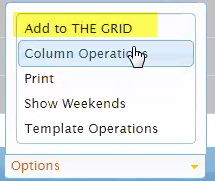 Add to THE GRID
Column Operations
Print
Show Weekends
Template Operations
Options